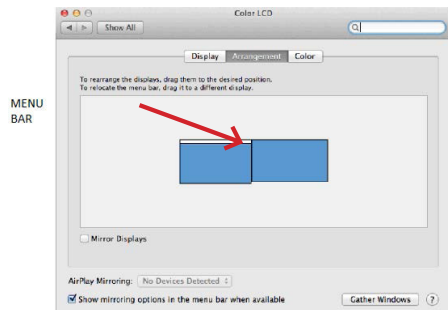 Color LCD
Show All
Display Arrangement Color
To rearrange the displays, drag them to the desired position.
To relocate the menu bar, drag it to a different display.
MENU
BAR
Mirror Displays
AirPlay Mirroring: No Devices Detected
Show mirroring options in the menu bar when available
Gather Windows ?